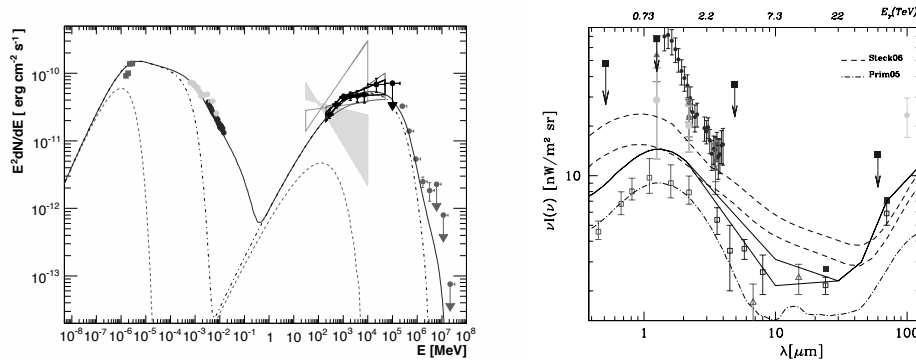 E²dN/dE [ erg cm⁻² s⁻¹ ]
10⁻¹⁰
10⁻¹¹
10⁻¹²
10⁻¹³
10⁻⁸ 10⁻⁷ 10⁻⁶ 10⁻⁵ 10⁻⁴ 10⁻³ 10⁻² 10⁻¹ 1 10 10² 10³ 10⁴ 10⁵ 10⁶ 10⁷ 10⁸
E [MeV]
0.73 2.2 7.3 22 Eᵧ(TeV)
Steck06
Prim05
νI(ν) [nW/m² sr]
10
1 10 100
λ[μm]